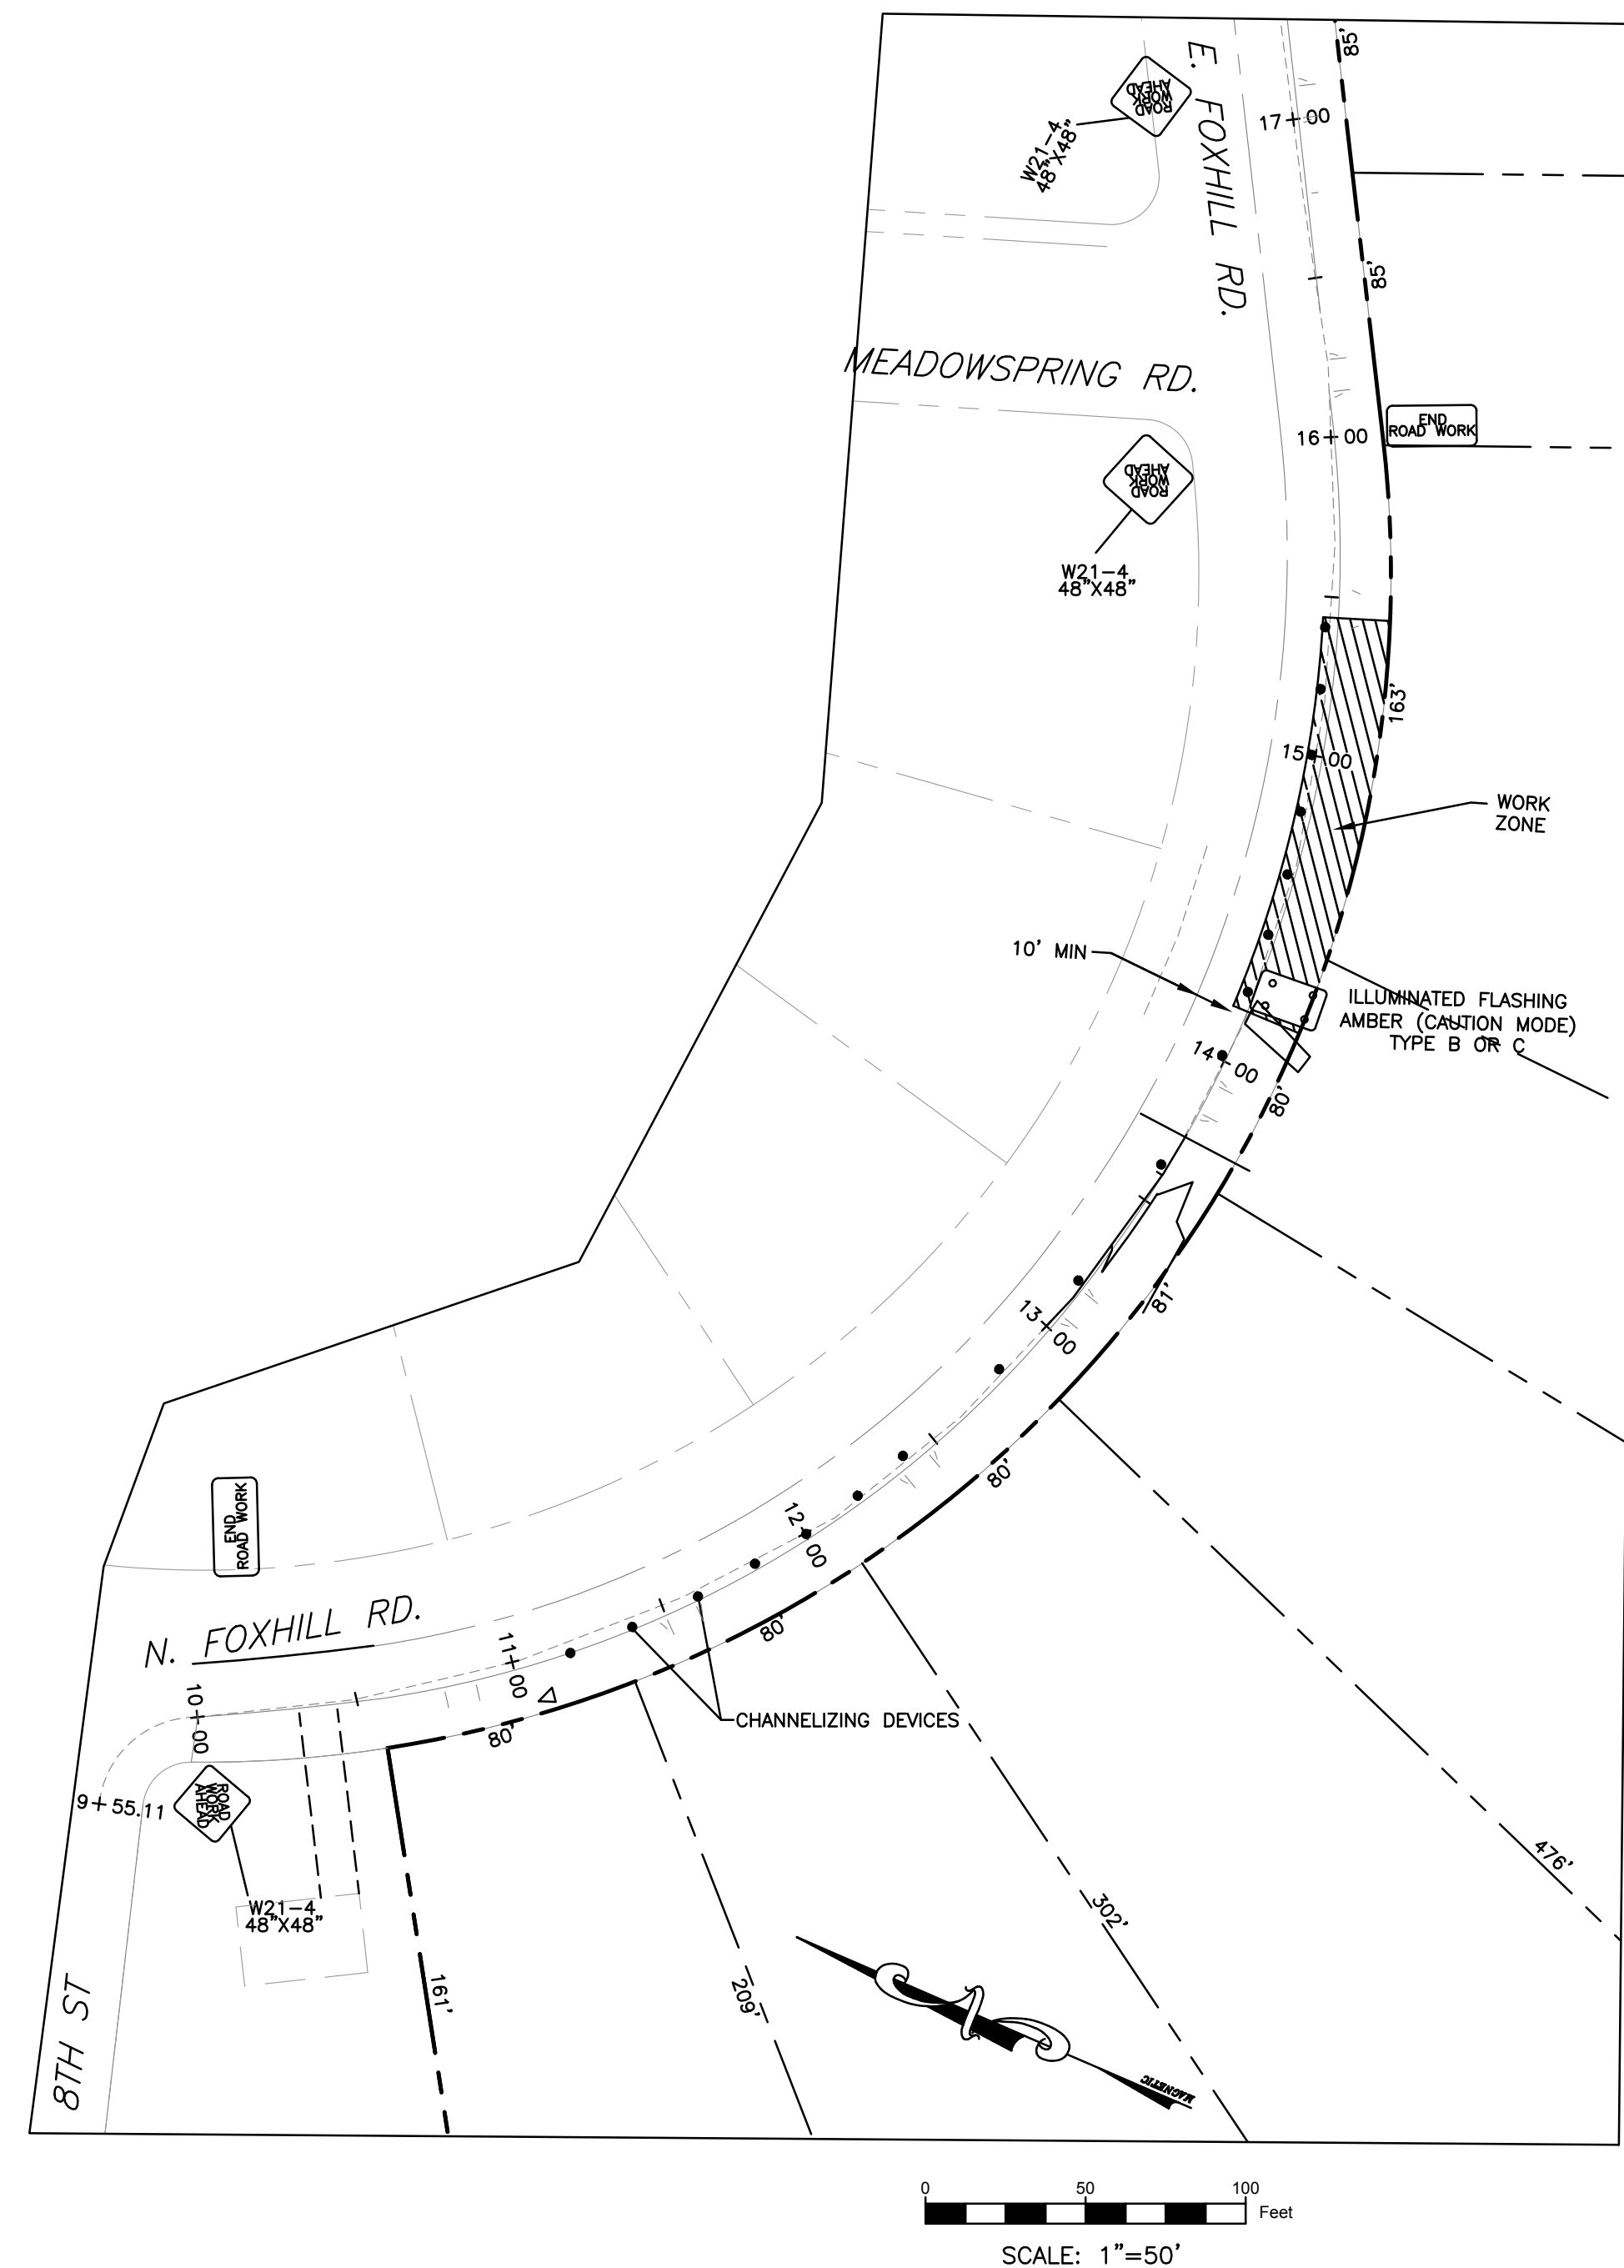 85'
E. FOXHILL RD.
ROAD
WORK
AHEAD
W21-4
48"X48"
17+00
85'
MEADOWSPRING RD.
END
ROAD WORK
16+00
ROAD
WORK
AHEAD
W21-4
48"X48"
163'
15+00
WORK
ZONE
10' MIN
ILLUMINATED FLASHING
AMBER (CAUTION MODE)
TYPE B OR C
14+00
80'
81'
13+00
80'
12+00
END
ROAD WORK
N. FOXHILL RD.
80'
11+00
10+00
CHANNELIZING DEVICES
80'
9+55.11
ROAD
WORK
AHEAD
W21-4
48"X48"
476'
302'
209'
161'
8TH ST
MAGNETIC
0 50 100
Feet
SCALE: 1"=50'